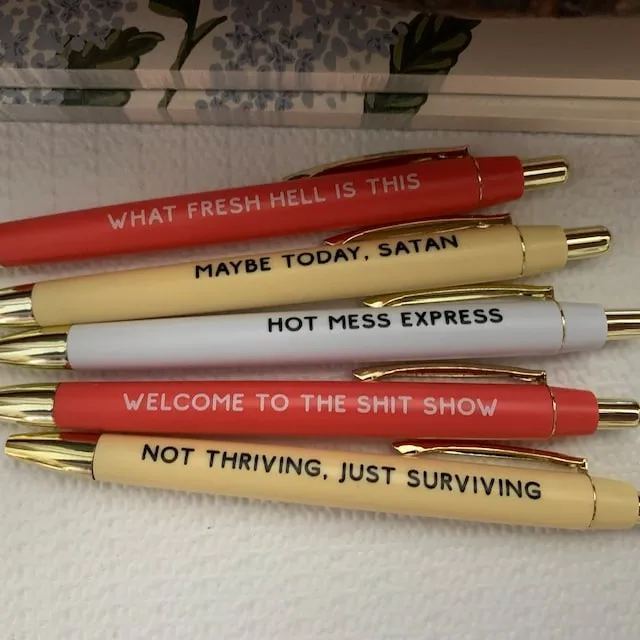 WHAT FRESH HELL IS THIS
MAYBE TODAY, SATAN
HOT MESS EXPRESS
WELCOME TO THE SHIT SHOW
NOT THRIVING, JUST SURVIVING